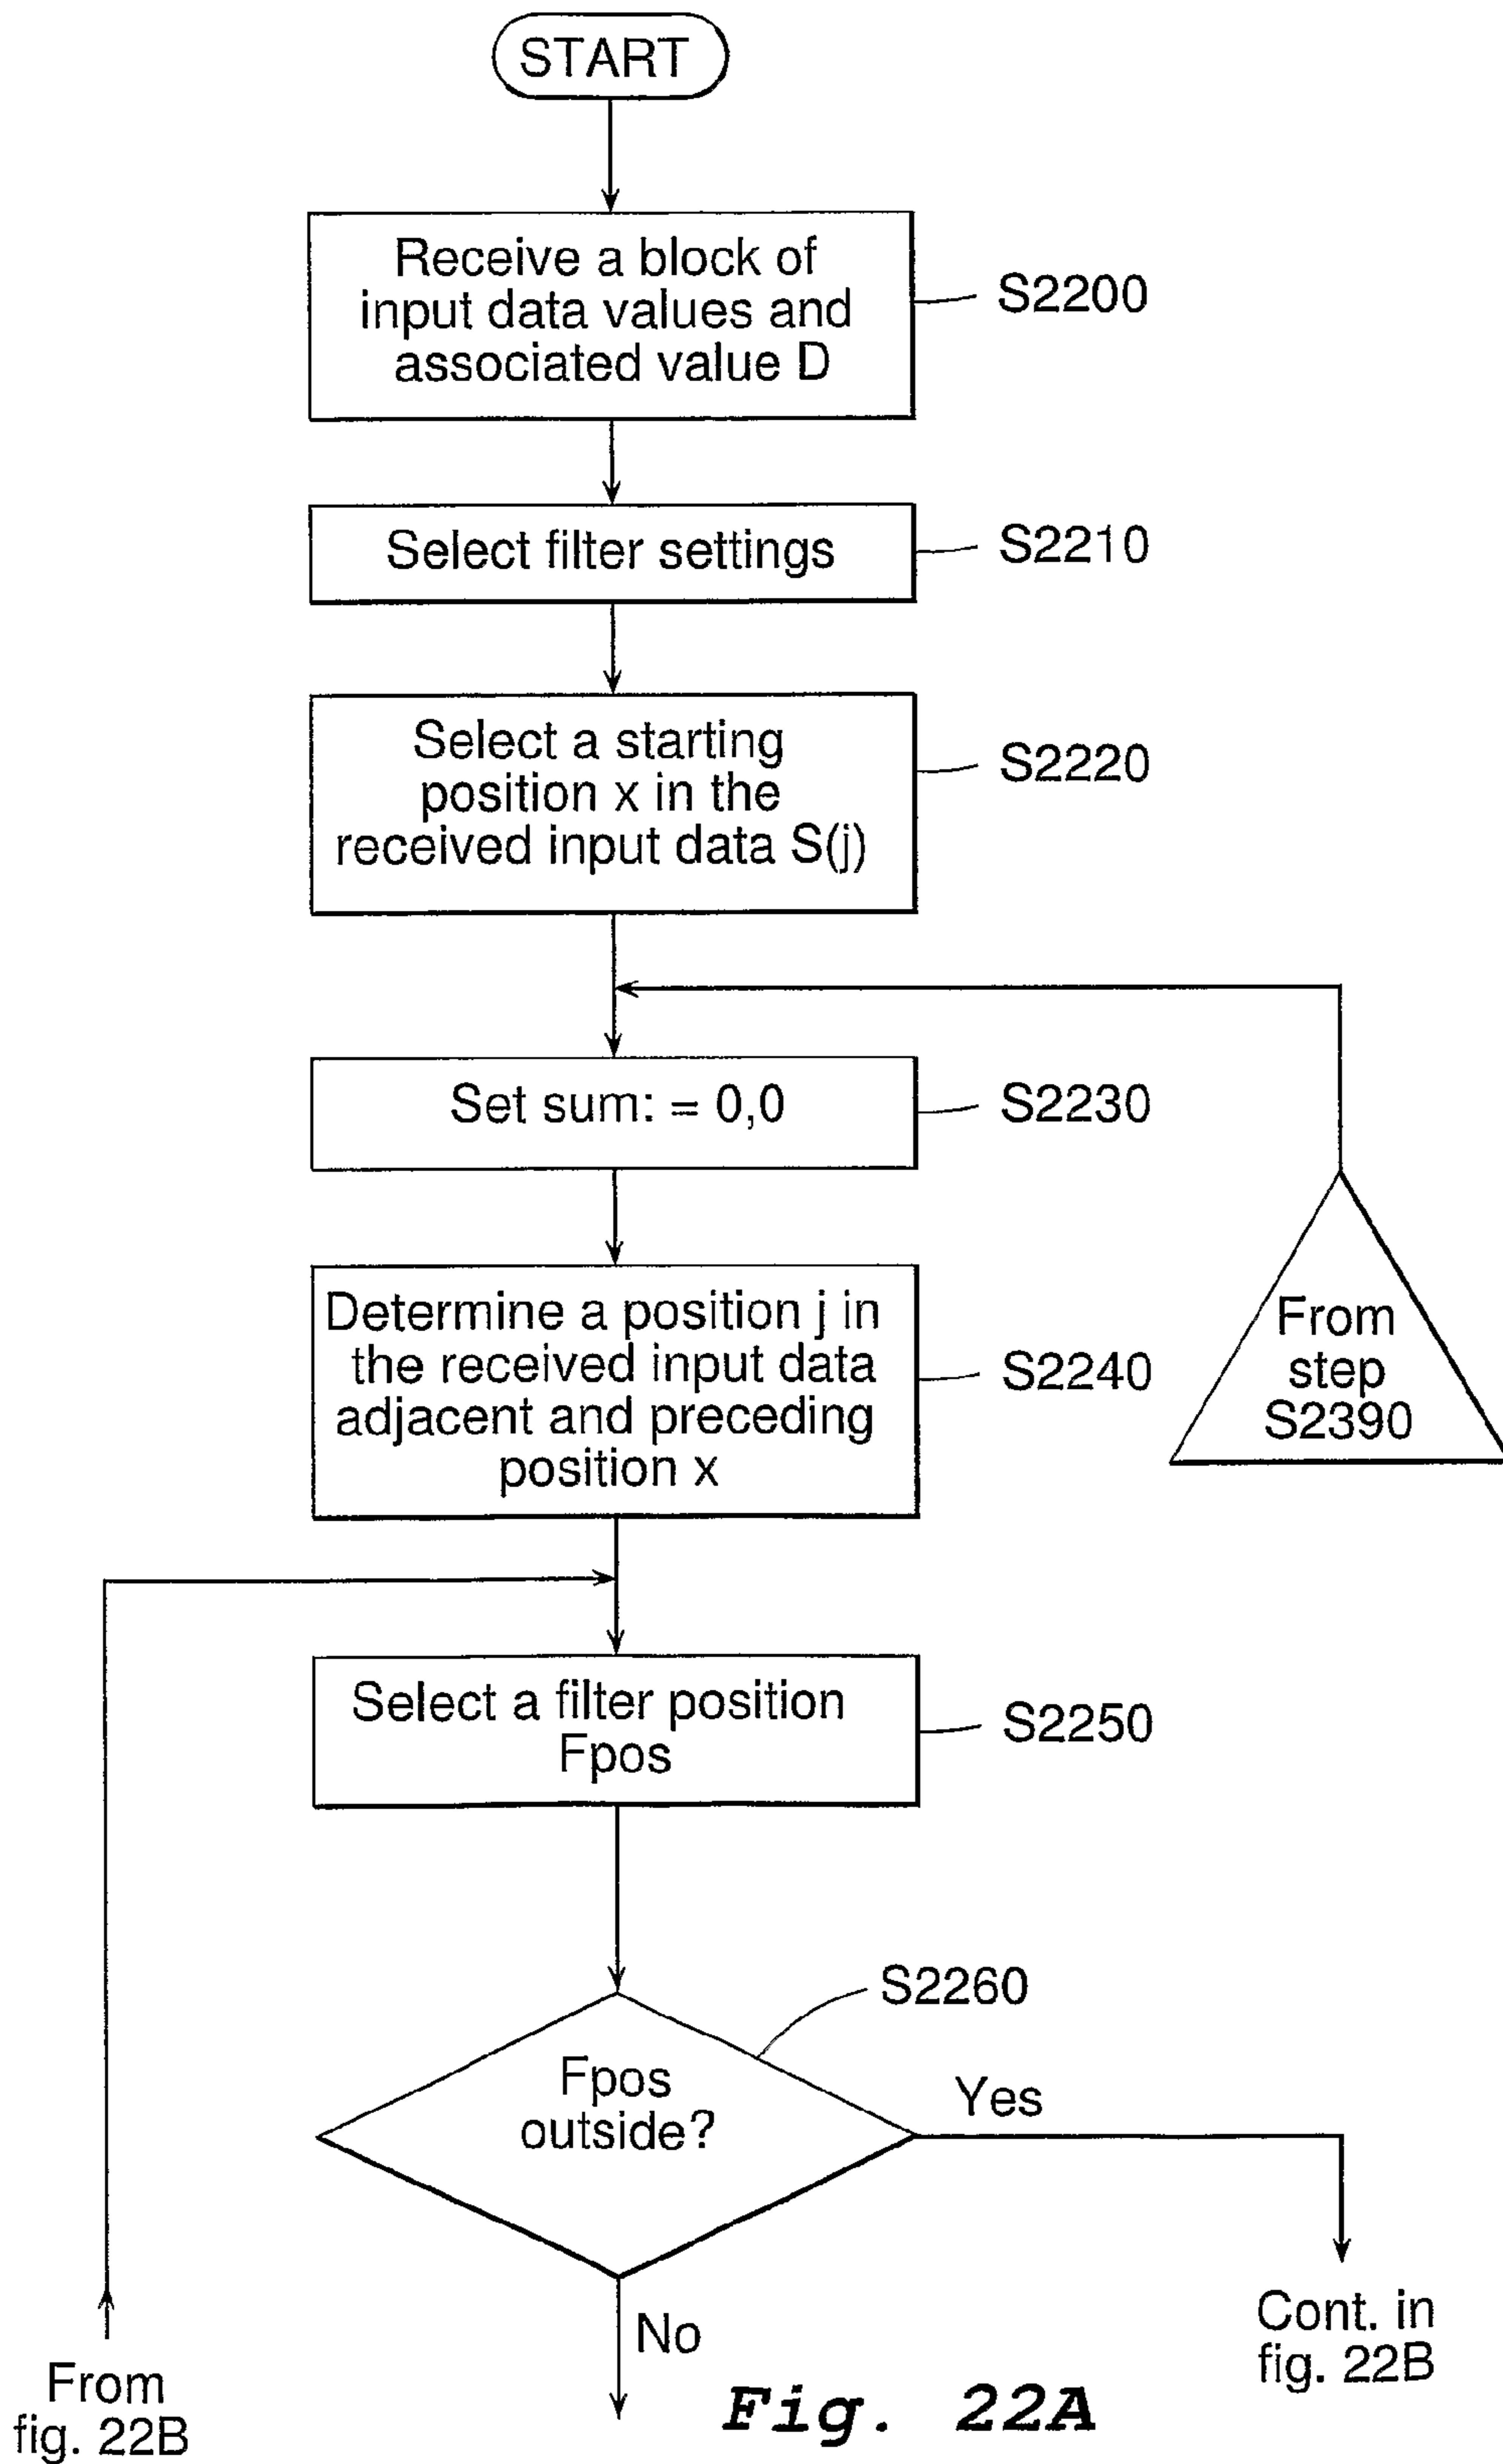 START
Receive a block of
input data values and
associated value D
S2200
Select filter settings
S2210
Select a starting
position x in the
received input data S(j)
S2220
Set sum: = 0,0
S2230
Determine a position j in
the received input data
adjacent and preceding
position x
S2240
From
step
S2390
Select a filter position
Fpos
S2250
S2260
Fpos
outside?
Yes
No
Cont. in
fig. 22B
From
fig. 22B
Fig. 22A